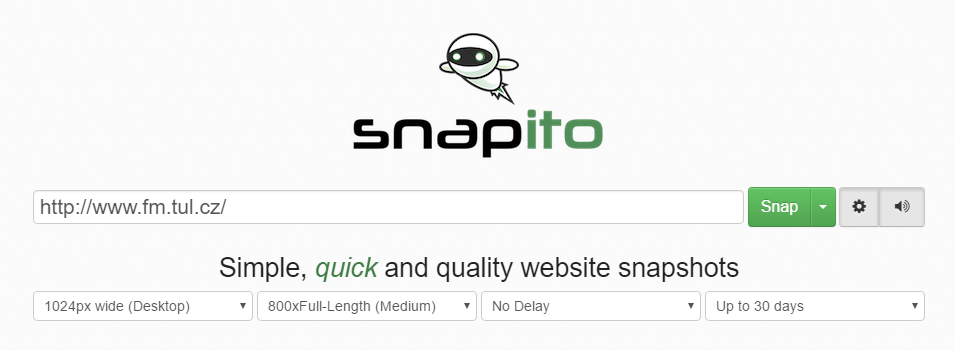 snapito
http://www.fm.tul.cz/
Snap
Simple, quick and quality website snapshots
1024px wide (Desktop)
800xFull-Length (Medium)
No Delay
Up to 30 days